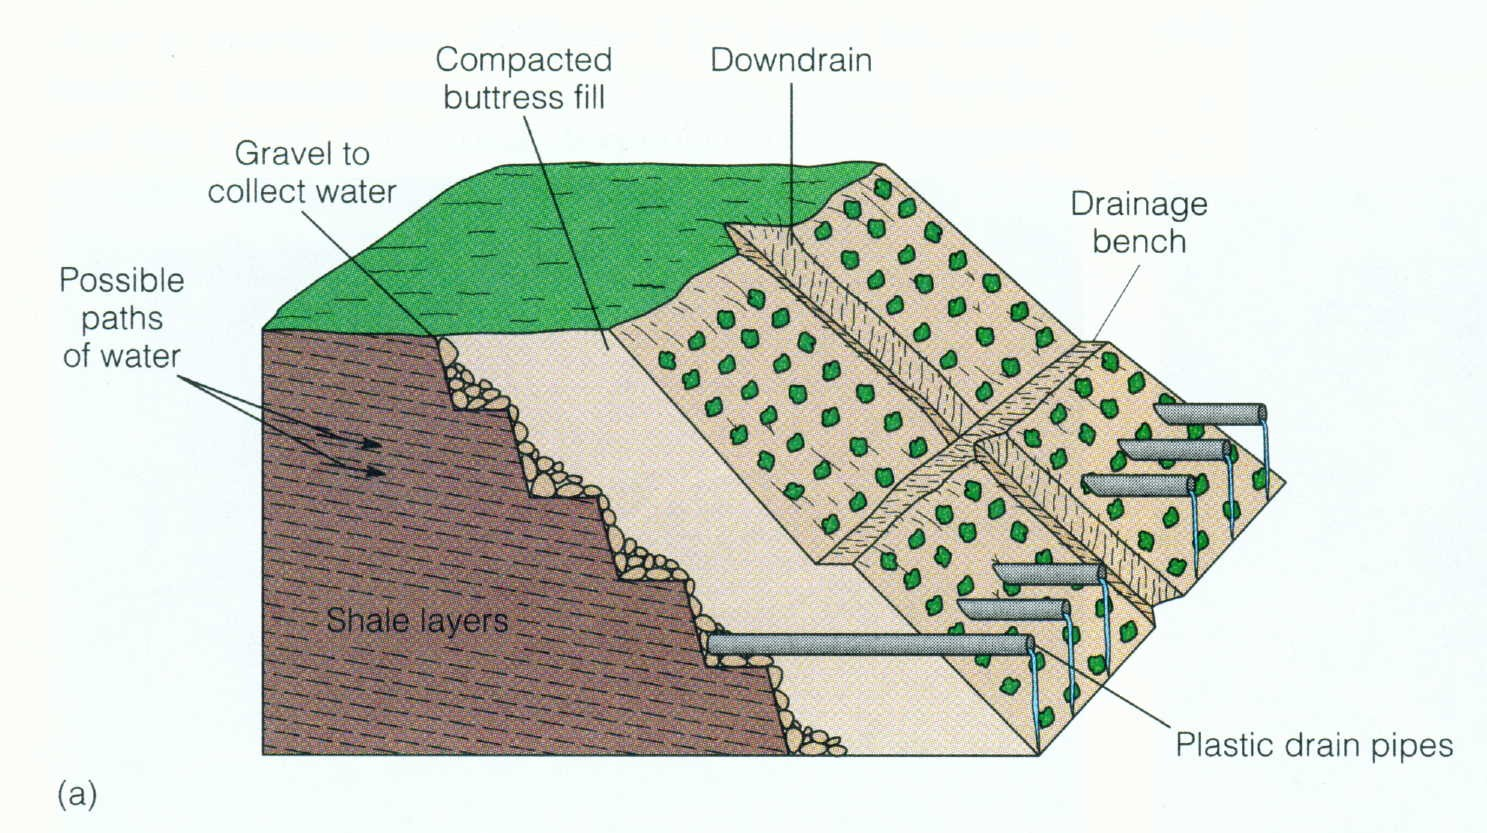 Compacted
buttress fill
Downdrain
Gravel to
collect water
Drainage
bench
Possible
paths
of water
Shale layers
Plastic drain pipes
(a)